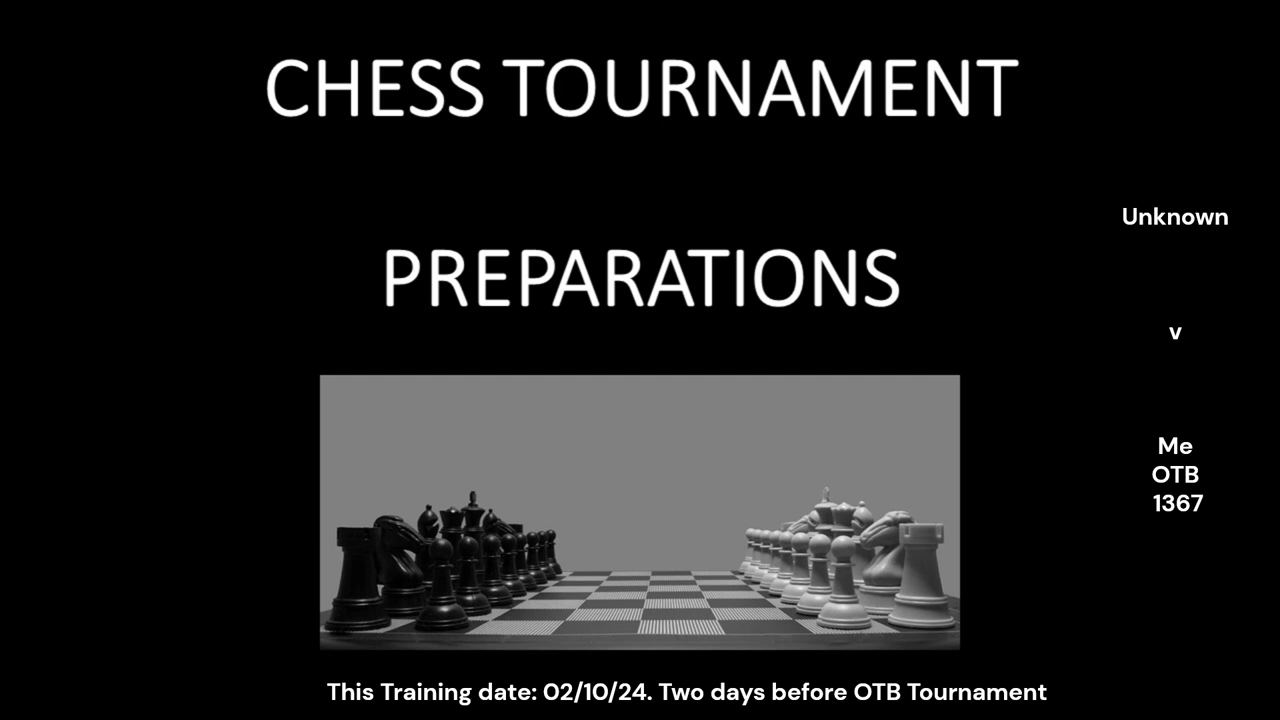 CHESS TOURNAMENT
PREPARATIONS
Unknown
v
Me
OTB
1367
This Training date: 02/10/24. Two days before OTB Tournament